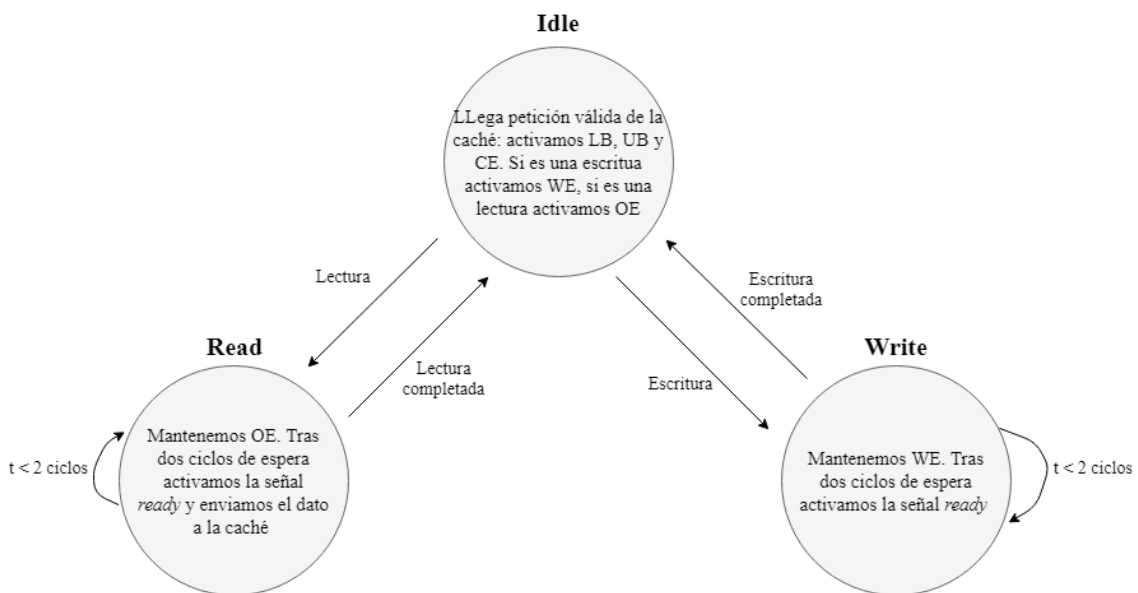 Idle
LLega petición válida de la
caché: activamos LB, UB y
CE. Si es una escritua
activamos WE, si es una
lectura activamos OE
Lectura
Escritura
completada
Read
Write
Lectura
completada
Escritura
Mantenemos OE. Tras
dos ciclos de espera
activamos la señal
ready y enviamos el dato
a la caché
t < 2 ciclos
Mantenemos WE. Tras
dos ciclos de espera
activamos la señal ready
t < 2 ciclos